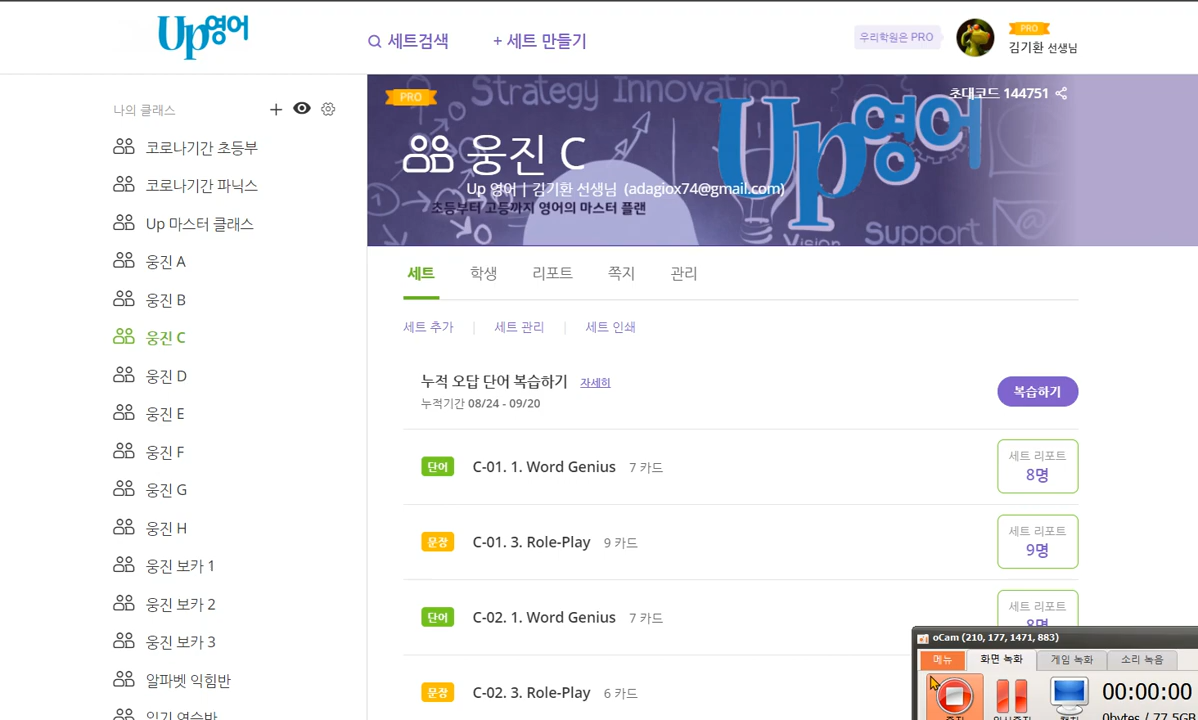 Up영어
세트검색
+ 세트 만들기
우리학원은 PRO
PRO
김기환 선생님
나의 클래스
코로나기간 초등부
코로나기간 파닉스
Up 마스터 클래스
웅진 A
웅진 B
웅진 C
웅진 D
웅진 E
웅진 F
웅진 G
웅진 H
웅진 보카 1
웅진 보카 2
웅진 보카 3
알파벳 익힘반
PRO
Strategy Innovation
초대코드 144751
웅진 C
Up영어
Up 영어 | 김기환 선생님 (adagiox74@gmail.com)
초등부터 고등까지 영어의 마스터 플랜
Vision
Support
세트 학생 리포트 쪽지 관리
세트 추가 | 세트 관리 | 세트 인쇄
누적 오답 단어 복습하기 자세히
누적기간 08/24 - 09/20
복습하기
단어 C-01. 1. Word Genius 7 카드
세트 리포트
8명
문장 C-01. 3. Role-Play 9 카드
세트 리포트
9명
단어 C-02. 1. Word Genius 7 카드
세트 리포트
8명
문장 C-02. 3. Role-Play 6 카드
oCam (210, 177, 1471, 883)
메뉴 화면 녹화 게임 녹화 소리 녹음
00:00:00
0bytes / 77.5GB